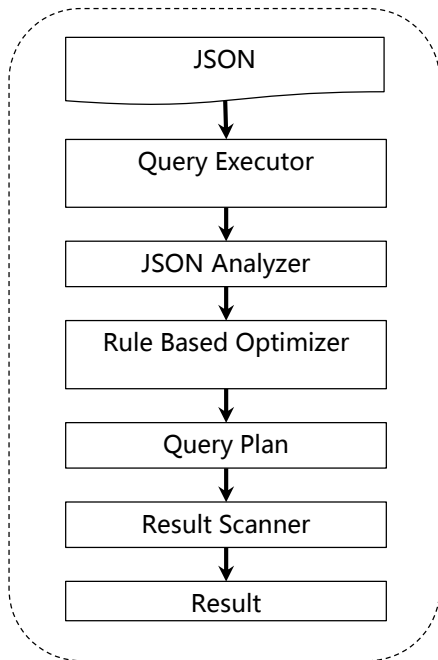 JSON
Query Executor
JSON Analyzer
Rule Based Optimizer
Query Plan
Result Scanner
Result